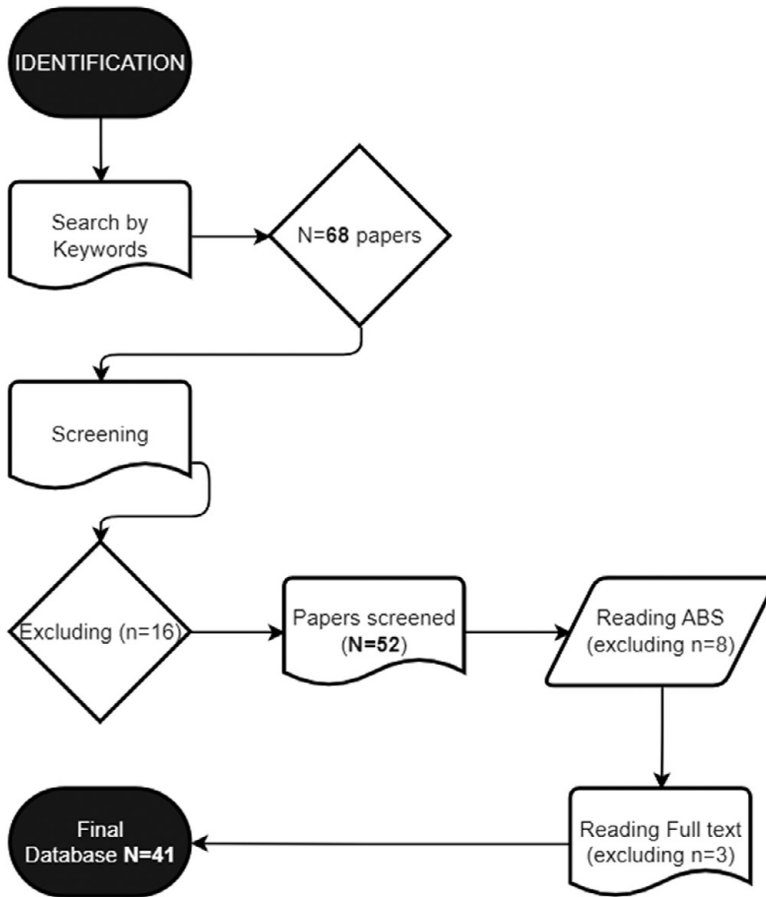 IDENTIFICATION
Search by
Keywords
N=68 papers
Screening
Excluding (n=16)
Papers screened
(N=52)
Reading ABS
(excluding n=8)
Reading Full text
(excluding n=3)
Final
Database N=41